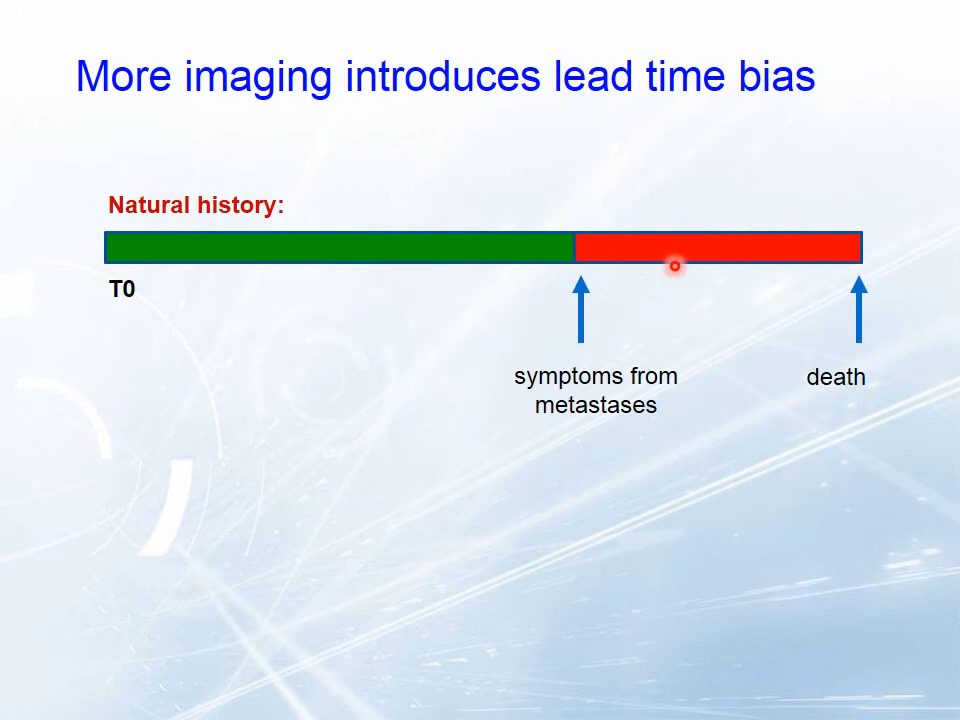 More imaging introduces lead time bias
Natural history:
T0
symptoms from
metastases
death